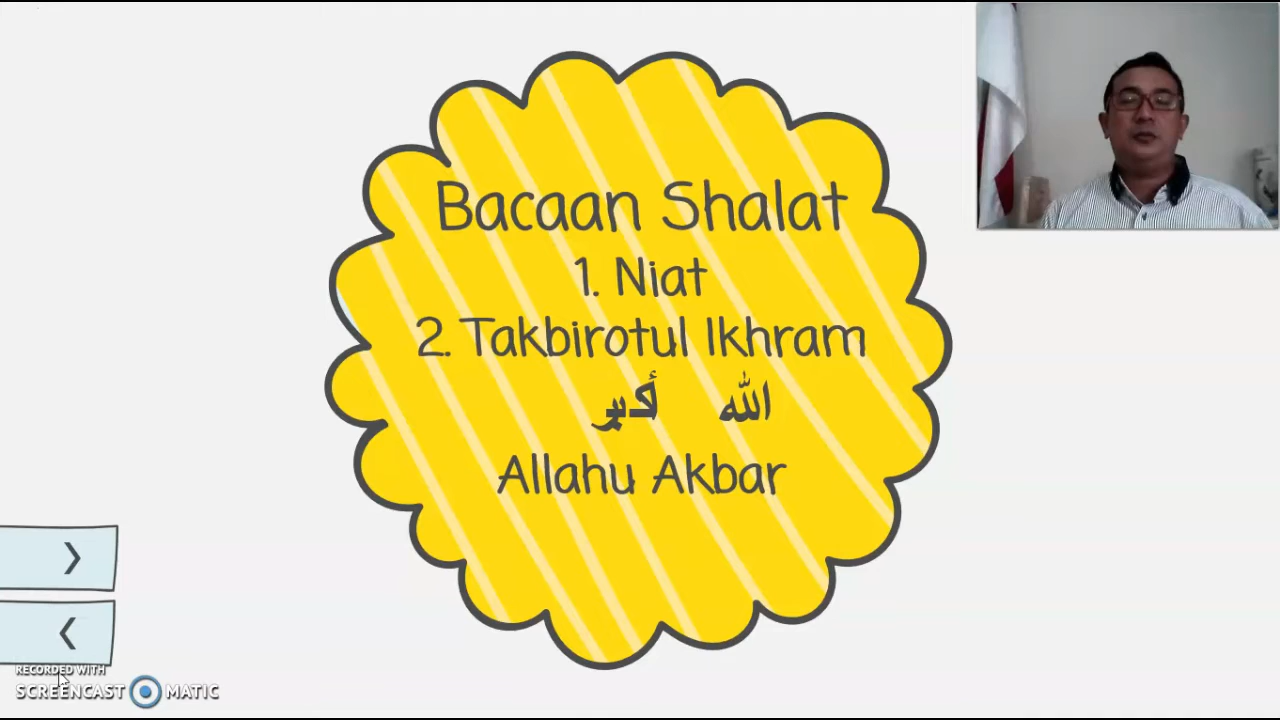 Bacaan Shalat
1. Niat
2. Takbirotul Ikhram
الله أكبر
Allahu Akbar
RECORDED WITH
SCREENCAST MATIC